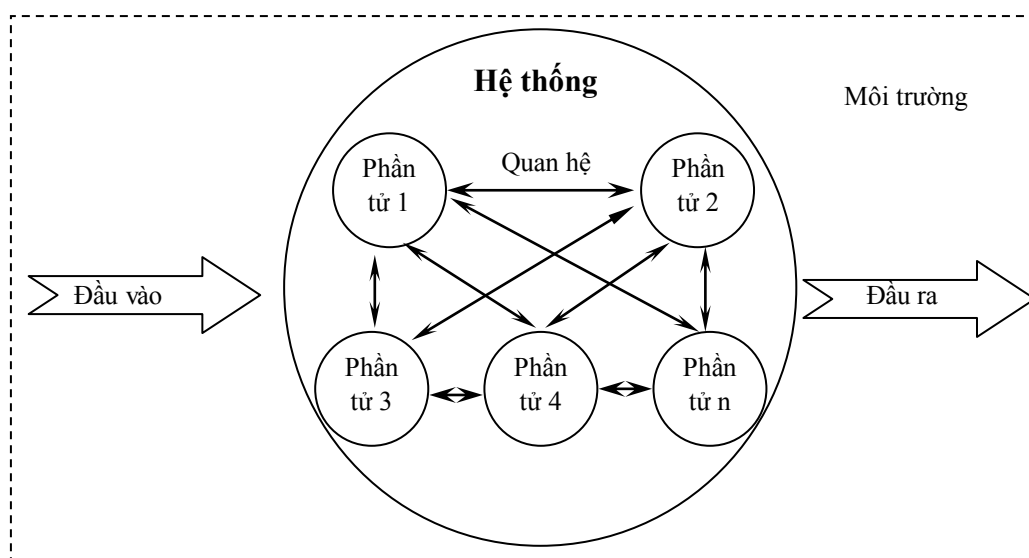 Hệ thống
Môi trường
Phần
tử 1
Quan hệ
Phần
tử 2
Đầu vào
Đầu ra
Phần
tử 3
Phần
tử 4
Phần
tử n